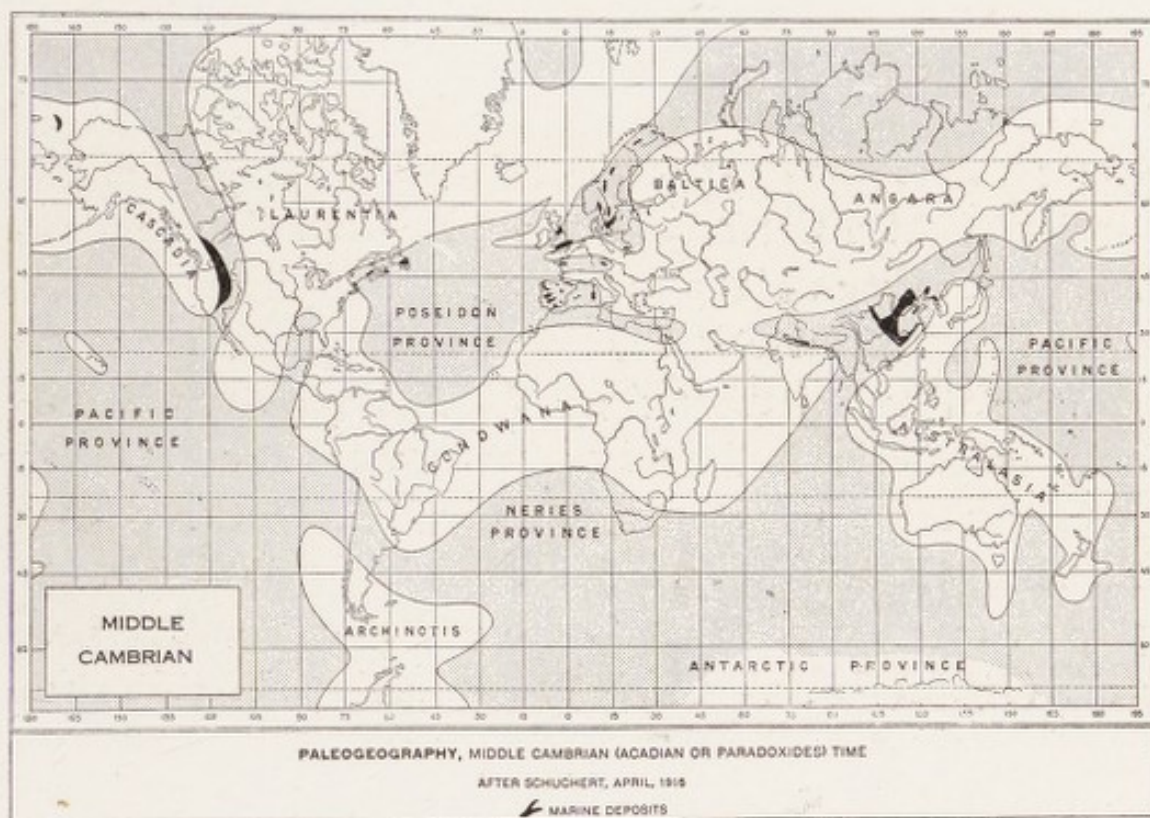 BALTICA
ANGARA
CASCADIA
LAURENTIA
POSEIDON
PROVINCE
PACIFIC
PROVINCE
PACIFIC
PROVINCE
GONDWANA
AUSTRALASIA
NERIES
PROVINCE
MIDDLE
CAMBRIAN
ARCHINOTIS
ANTARCTIC PROVINCE
PALEOGEOGRAPHY, MIDDLE CAMBRIAN (ACADIAN OR PARADOXIDES) TIME
AFTER SCHUCHERT, APRIL, 1916
MARINE DEPOSITS